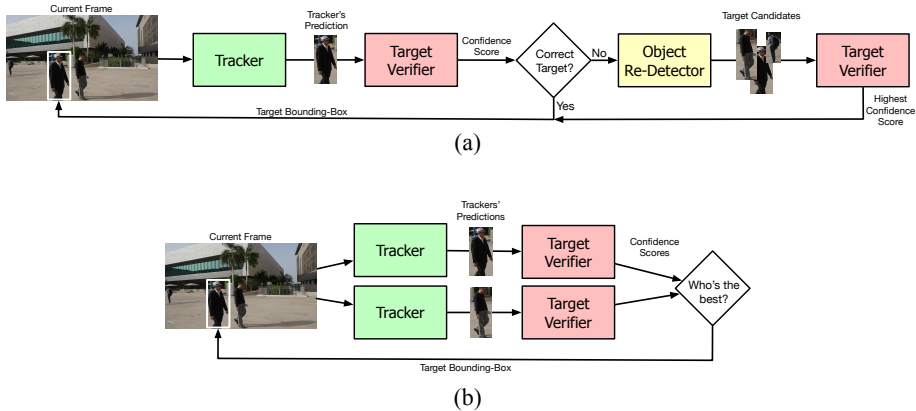 Current Frame
Tracker
Tracker's
Prediction
Target
Verifier
Confidence
Score
Correct
Target?
No
Yes
Object
Re-Detector
Target Candidates
Target
Verifier
Highest
Confidence
Score
Target Bounding-Box
(a)
Current Frame
Tracker
Tracker
Trackers'
Predictions
Target
Verifier
Target
Verifier
Confidence
Scores
Who's the
best?
Target Bounding-Box
(b)